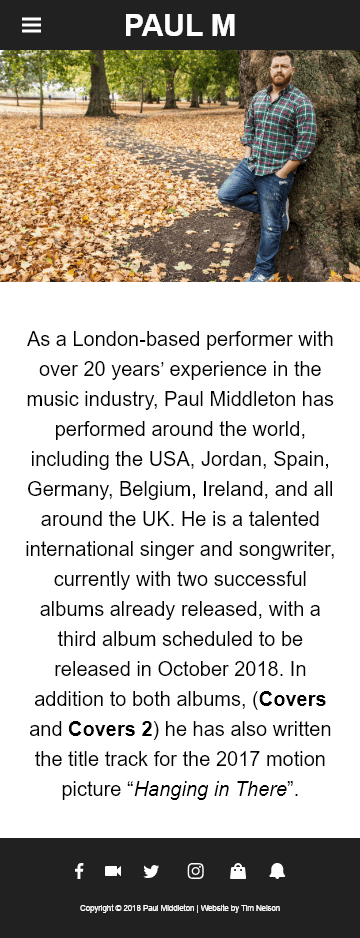 PAUL M
As a London-based performer with
over 20 years’ experience in the
music industry, Paul Middleton has
performed around the world,
including the USA, Jordan, Spain,
Germany, Belgium, Ireland, and all
around the UK. He is a talented
international singer and songwriter,
currently with two successful
albums already released, with a
third album scheduled to be
released in October 2018. In
addition to both albums, (Covers
and Covers 2) he has also written
the title track for the 2017 motion
picture “Hanging in There”.
Copyright © 2018 Paul Middleton | Website by Tim Nelson